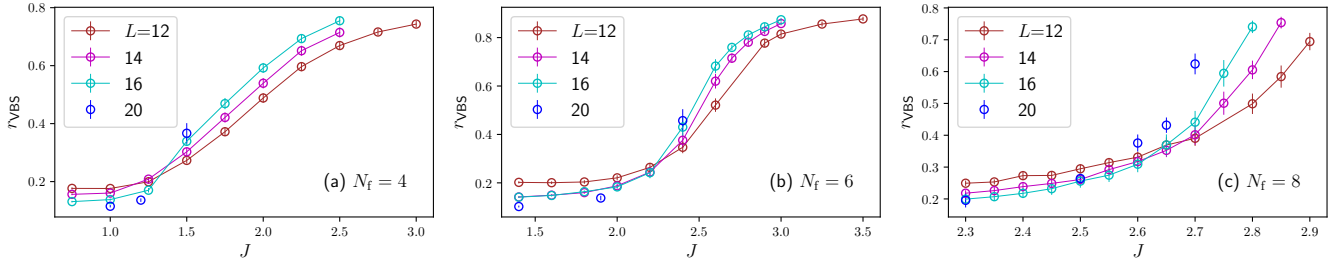 0.8
0.6
0.4
0.2
r_VBS
L=12
14
16
20
(a) N_f = 4
1.0 1.5 2.0 2.5 3.0
J
0.8
0.6
0.4
0.2
r_VBS
L=12
14
16
20
(b) N_f = 6
1.5 2.0 2.5 3.0 3.5
J
0.8
0.7
0.6
0.5
0.4
0.3
0.2
r_VBS
L=12
14
16
20
(c) N_f = 8
2.3 2.4 2.5 2.6 2.7 2.8 2.9
J